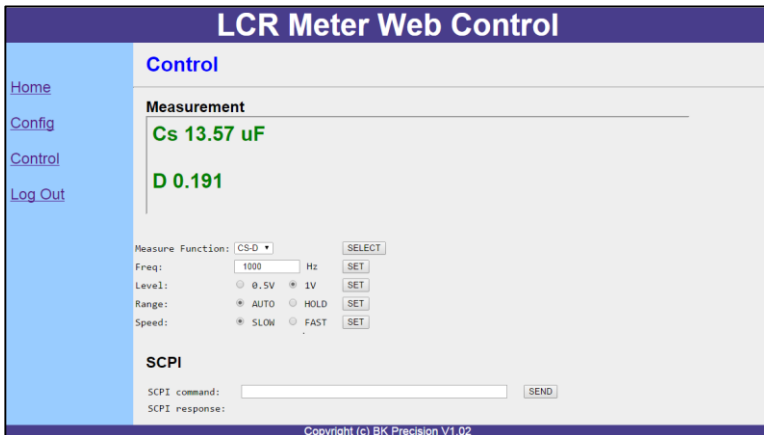 LCR Meter Web Control
Home
Config
Control
Log Out
Control
Measurement
Cs 13.57 uF
D 0.191
Measure Function: CS-D SELECT
Freq: 1000 Hz SET
Level: 0.5V 1V SET
Range: AUTO HOLD SET
Speed: SLOW FAST SET
SCPI
SCPI command: SEND
SCPI response:
Copyright (c) BK Precision V1.02